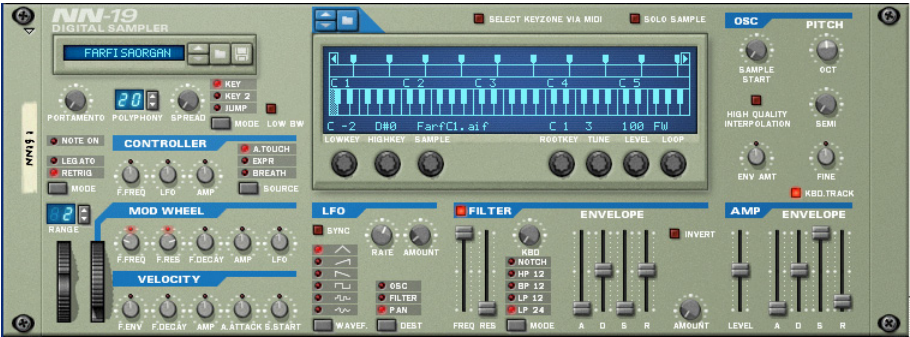 NN-19
DIGITAL SAMPLER
FARFISAORGAN
PORTAMENTO
20
POLYPHONY
SPREAD
KEY
KEY 2
JUMP
MODE
LOW BW
NN19 1
NOTE ON
LEGATO
RETRIG
MODE
CONTROLLER
F.FREQ LFO AMP
A.TOUCH
EXPR
BREATH
SOURCE
SELECT KEYZONE VIA MIDI
SOLO SAMPLE
C 1 C 2 C 3 C 4 C 5
C -2 D#0 FarfC1.aif C 1 3 100 FW
LOWKEY HIGHKEY SAMPLE ROOTKEY TUNE LEVEL LOOP
OSC PITCH
SAMPLE START
OCT
HIGH QUALITY INTERPOLATION
SEMI
ENV AMT
FINE
KBD.TRACK
2
RANGE
MOD WHEEL
F.FREQ F.RES F.DECAY AMP LFO
VELOCITY
F.ENV F.DECAY AMP A.ATTACK S.START
LFO
SYNC
RATE AMOUNT
OSC
FILTER
PAN
WAVEF. DEST
FILTER
ENVELOPE
INVERT
KBD
NOTCH
HP 12
BP 12
LP 12
LP 24
FREQ RES MODE
A D S R
AMOUNT
AMP ENVELOPE
LEVEL A D S R